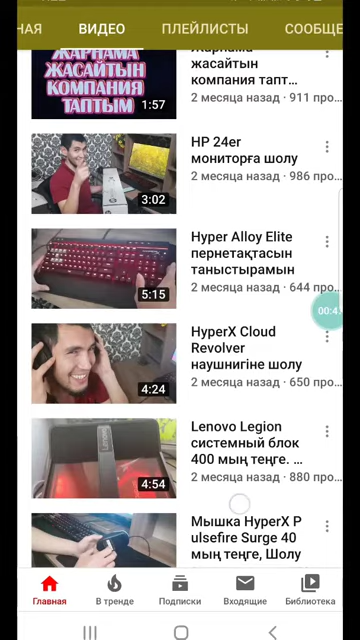 НАЯ ВИДЕО ПЛЕЙЛИСТЫ СООБЩЕ
ЖАРНАМА
ЖАСАЙТЫН
КОМПАНИЯ
ТАПТЫМ
1:57
Жарнама
жасайтын
компания тапт...
2 месяца назад · 911 про...
3:02
HP 24er
мониторға шолу
2 месяца назад · 986 про...
5:15
Hyper Alloy Elite
пернетақтасын
таныстырамын
2 месяца назад · 644 про...
00:4
4:24
HyperX Cloud
Revolver
наушнигіне шолу
2 месяца назад · 650 про...
4:54
Lenovo Legion
системный блок
400 мың теңге. ...
2 месяца назад · 880 про...
Мышка HyperX P
ulsefire Surge 40
мың теңге, Шолу
Главная В тренде Подписки Входящие Библиотека